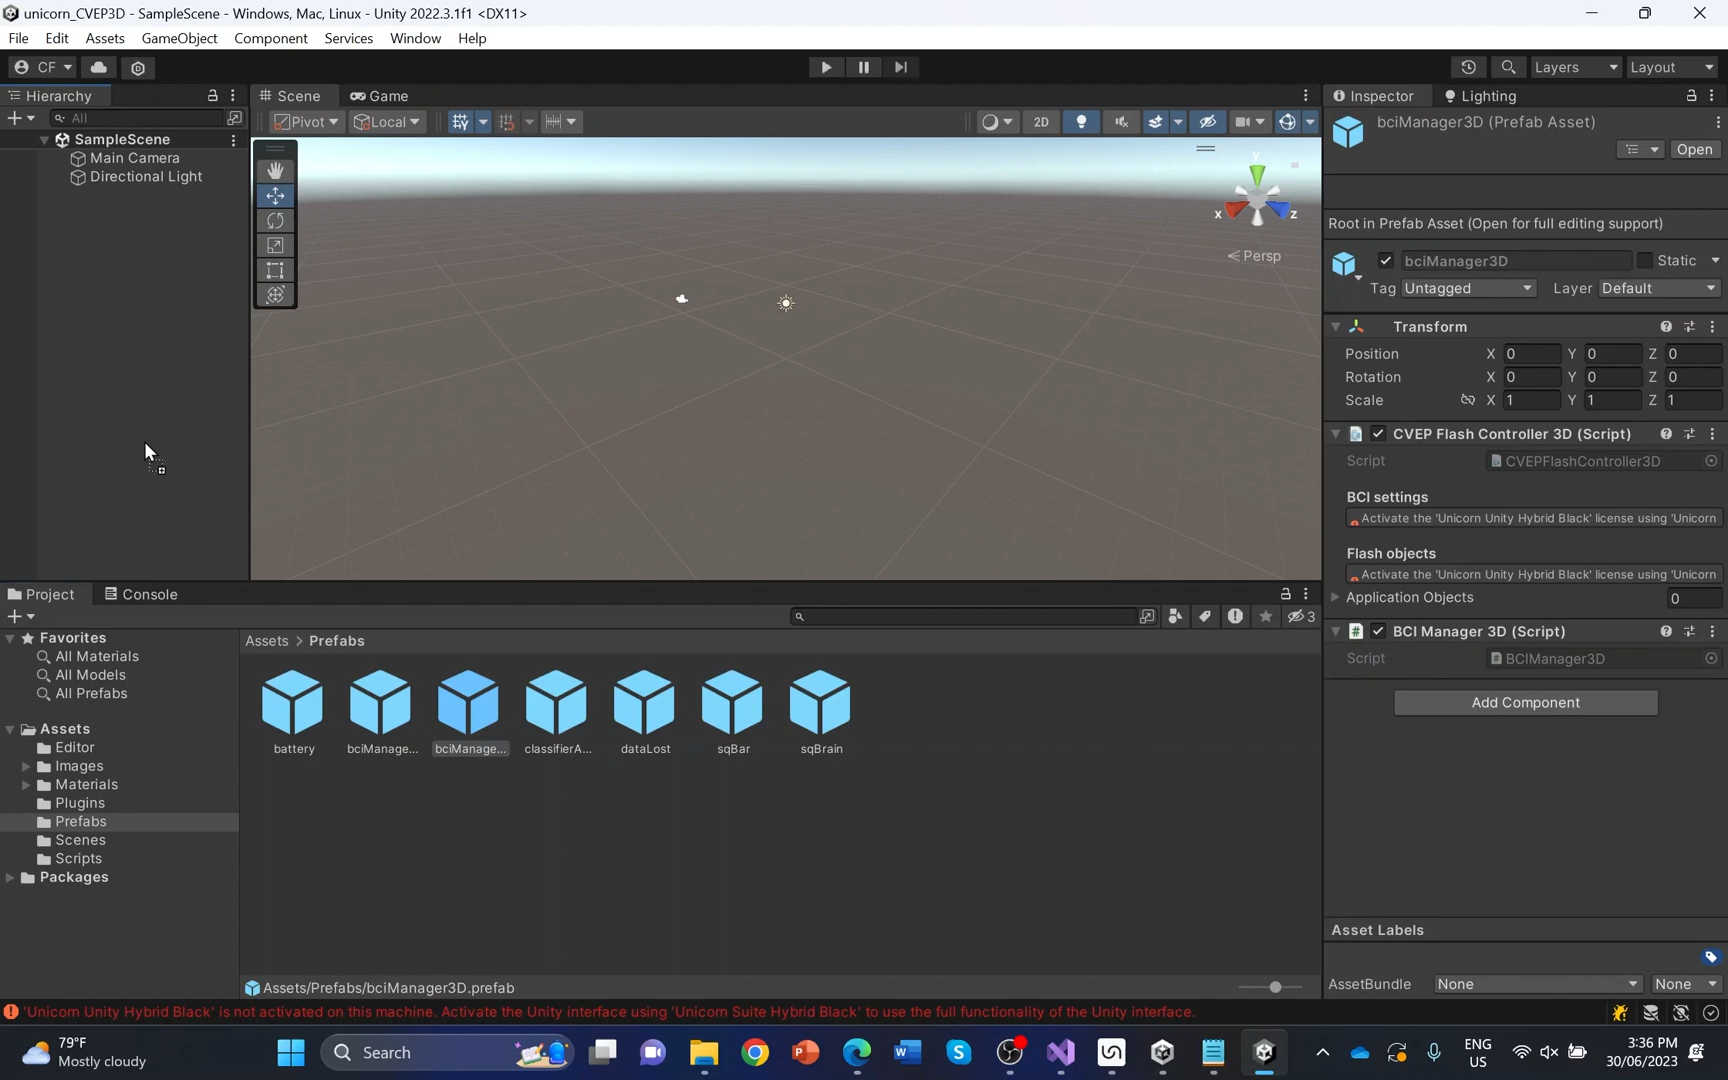 unicorn_CVEP3D - SampleScene - Windows, Mac, Linux - Unity 2022.3.1f1 <DX11>
File Edit Assets GameObject Component Services Window Help
CF Layers Layout
Hierarchy Scene Game Inspector Lighting
All Pivot Local 2D bciManager3D (Prefab Asset)
SampleScene
Open
Main Camera
Directional Light
y
x z
Persp
Root in Prefab Asset (Open for full editing support)
bciManager3D Static
Tag Untagged Layer Default
Transform
Position X 0 Y 0 Z 0
Rotation X 0 Y 0 Z 0
Scale X 1 Y 1 Z 1
CVEP Flash Controller 3D (Script)
Script CVEPFlashController3D
BCI settings
Activate the 'Unicorn Unity Hybrid Black' license using 'Unicorn
Flash objects
Activate the 'Unicorn Unity Hybrid Black' license using 'Unicorn
Application Objects 0
BCI Manager 3D (Script)
Script BCIManager3D
Add Component
Project Console
3
Favorites
All Materials
All Models
All Prefabs
Assets
Editor
Images
Materials
Plugins
Prefabs
Scenes
Scripts
Packages
Assets > Prefabs
battery bciManage... bciManage... classifierA... dataLost sqBar sqBrain
Assets/Prefabs/bciManager3D.prefab
Asset Labels
AssetBundle None None
'Unicorn Unity Hybrid Black' is not activated on this machine. Activate the Unity interface using 'Unicorn Suite Hybrid Black' to use the full functionality of the Unity interface.
79°F
Mostly cloudy
Search
ENG
US
3:36 PM
30/06/2023